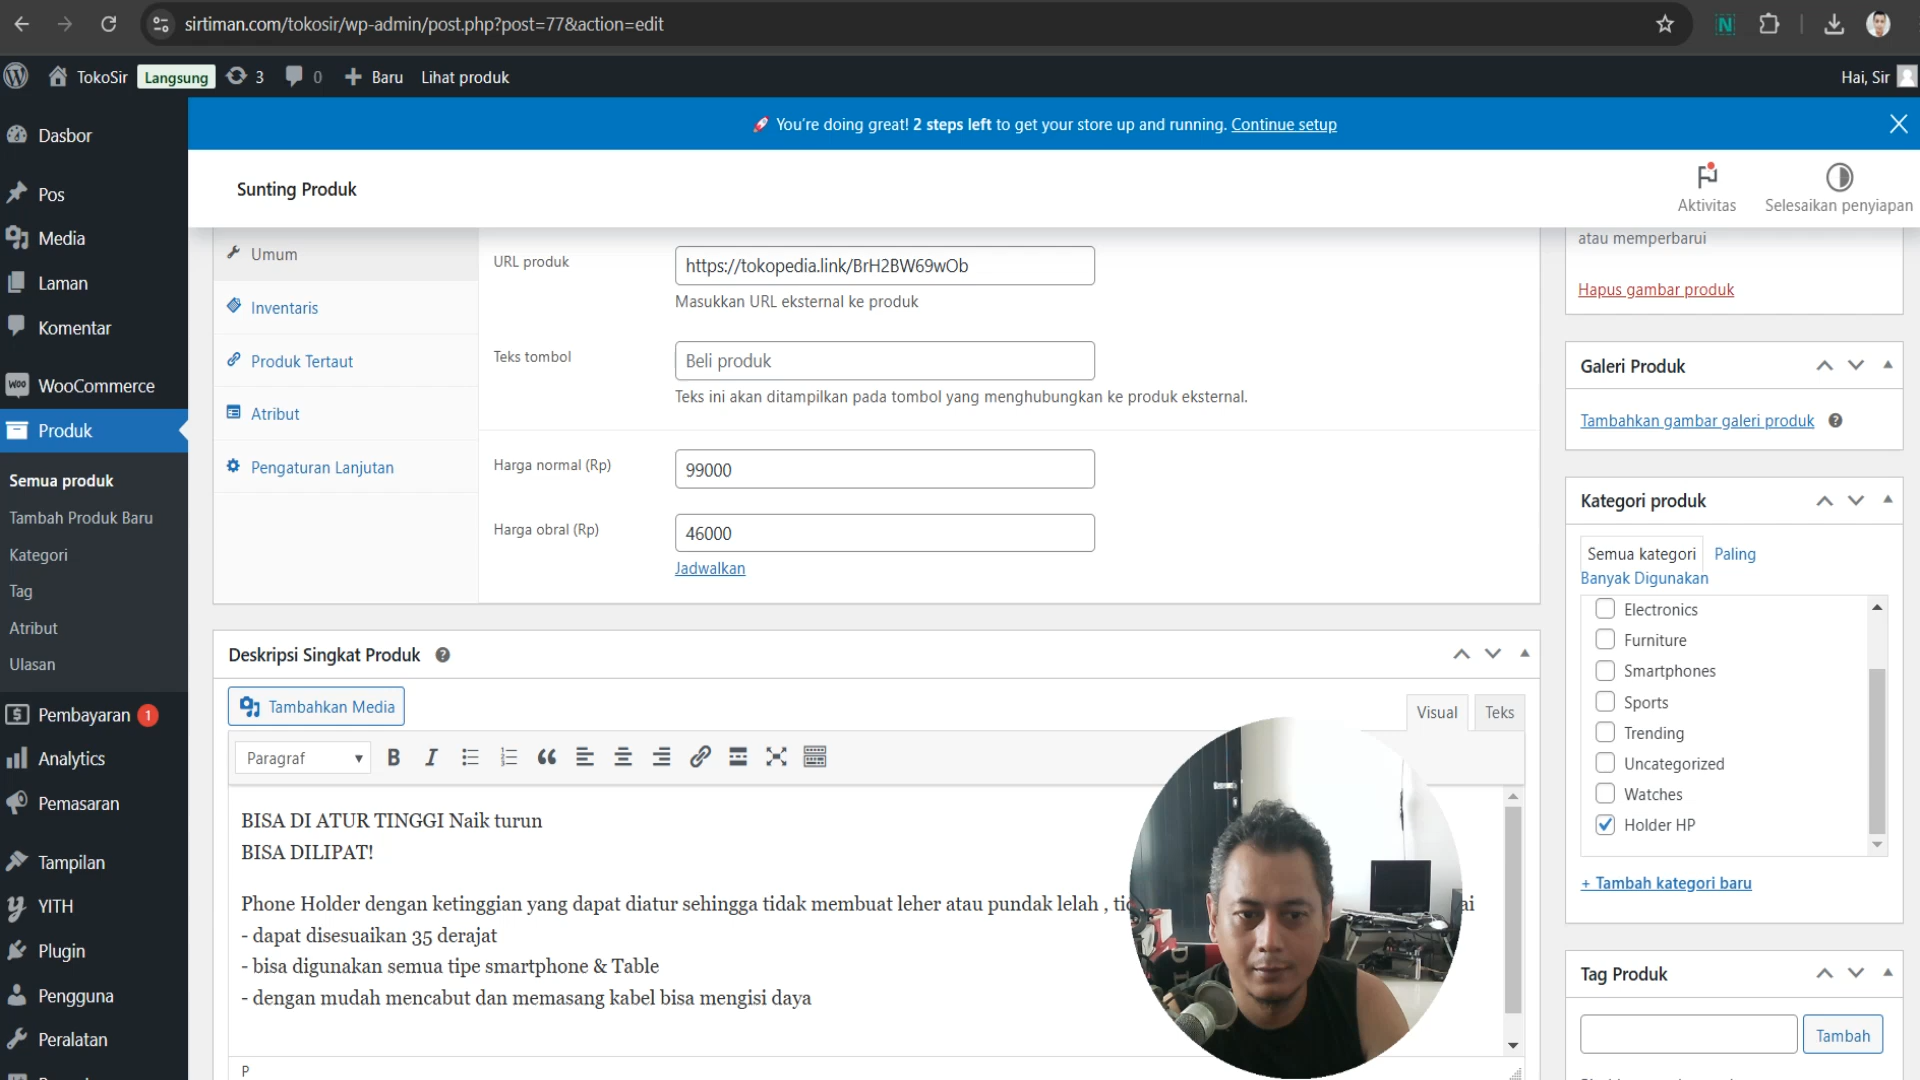 sirtiman.com/tokosir/wp-admin/post.php?post=77&action=edit
N
TokoSir Langsung 3 0 Baru Lihat produk Hai, Sir
🚀 You're doing great! 2 steps left to get your store up and running. Continue setup
Dasbor
Pos
Media
Laman
Komentar
WOO WooCommerce
Produk
Semua produk
Tambah Produk Baru
Kategori
Tag
Atribut
Ulasan
Pembayaran 1
Analytics
Pemasaran
Tampilan
YITH
Plugin
Pengguna
Peralatan
Sunting Produk
Aktivitas
Selesaikan penyiapan
Umum
Inventaris
Produk Tertaut
Atribut
Pengaturan Lanjutan
URL produk
https://tokopedia.link/BrH2BW69wOb
Masukkan URL eksternal ke produk
Teks tombol
Beli produk
Teks ini akan ditampilkan pada tombol yang menghubungkan ke produk eksternal.
Harga normal (Rp)
99000
Harga obral (Rp)
46000
Jadwalkan
Deskripsi Singkat Produk
Tambahkan Media
Visual Teks
Paragraf B I
BISA DI ATUR TINGGI Naik turun
BISA DILIPAT!
Phone Holder dengan ketinggian yang dapat diatur sehingga tidak membuat leher atau pundak lelah ,
- dapat disesuaikan 35 derajat
- bisa digunakan semua tipe smartphone & Table
- dengan mudah mencabut dan memasang kabel bisa mengisi daya
P
atau memperbarui
Hapus gambar produk
Galeri Produk
Tambahkan gambar galeri produk
Kategori produk
Semua kategori Paling
Banyak Digunakan
Electronics
Furniture
Smartphones
Sports
Trending
Uncategorized
Watches
Holder HP
+ Tambah kategori baru
Tag Produk
Tambah